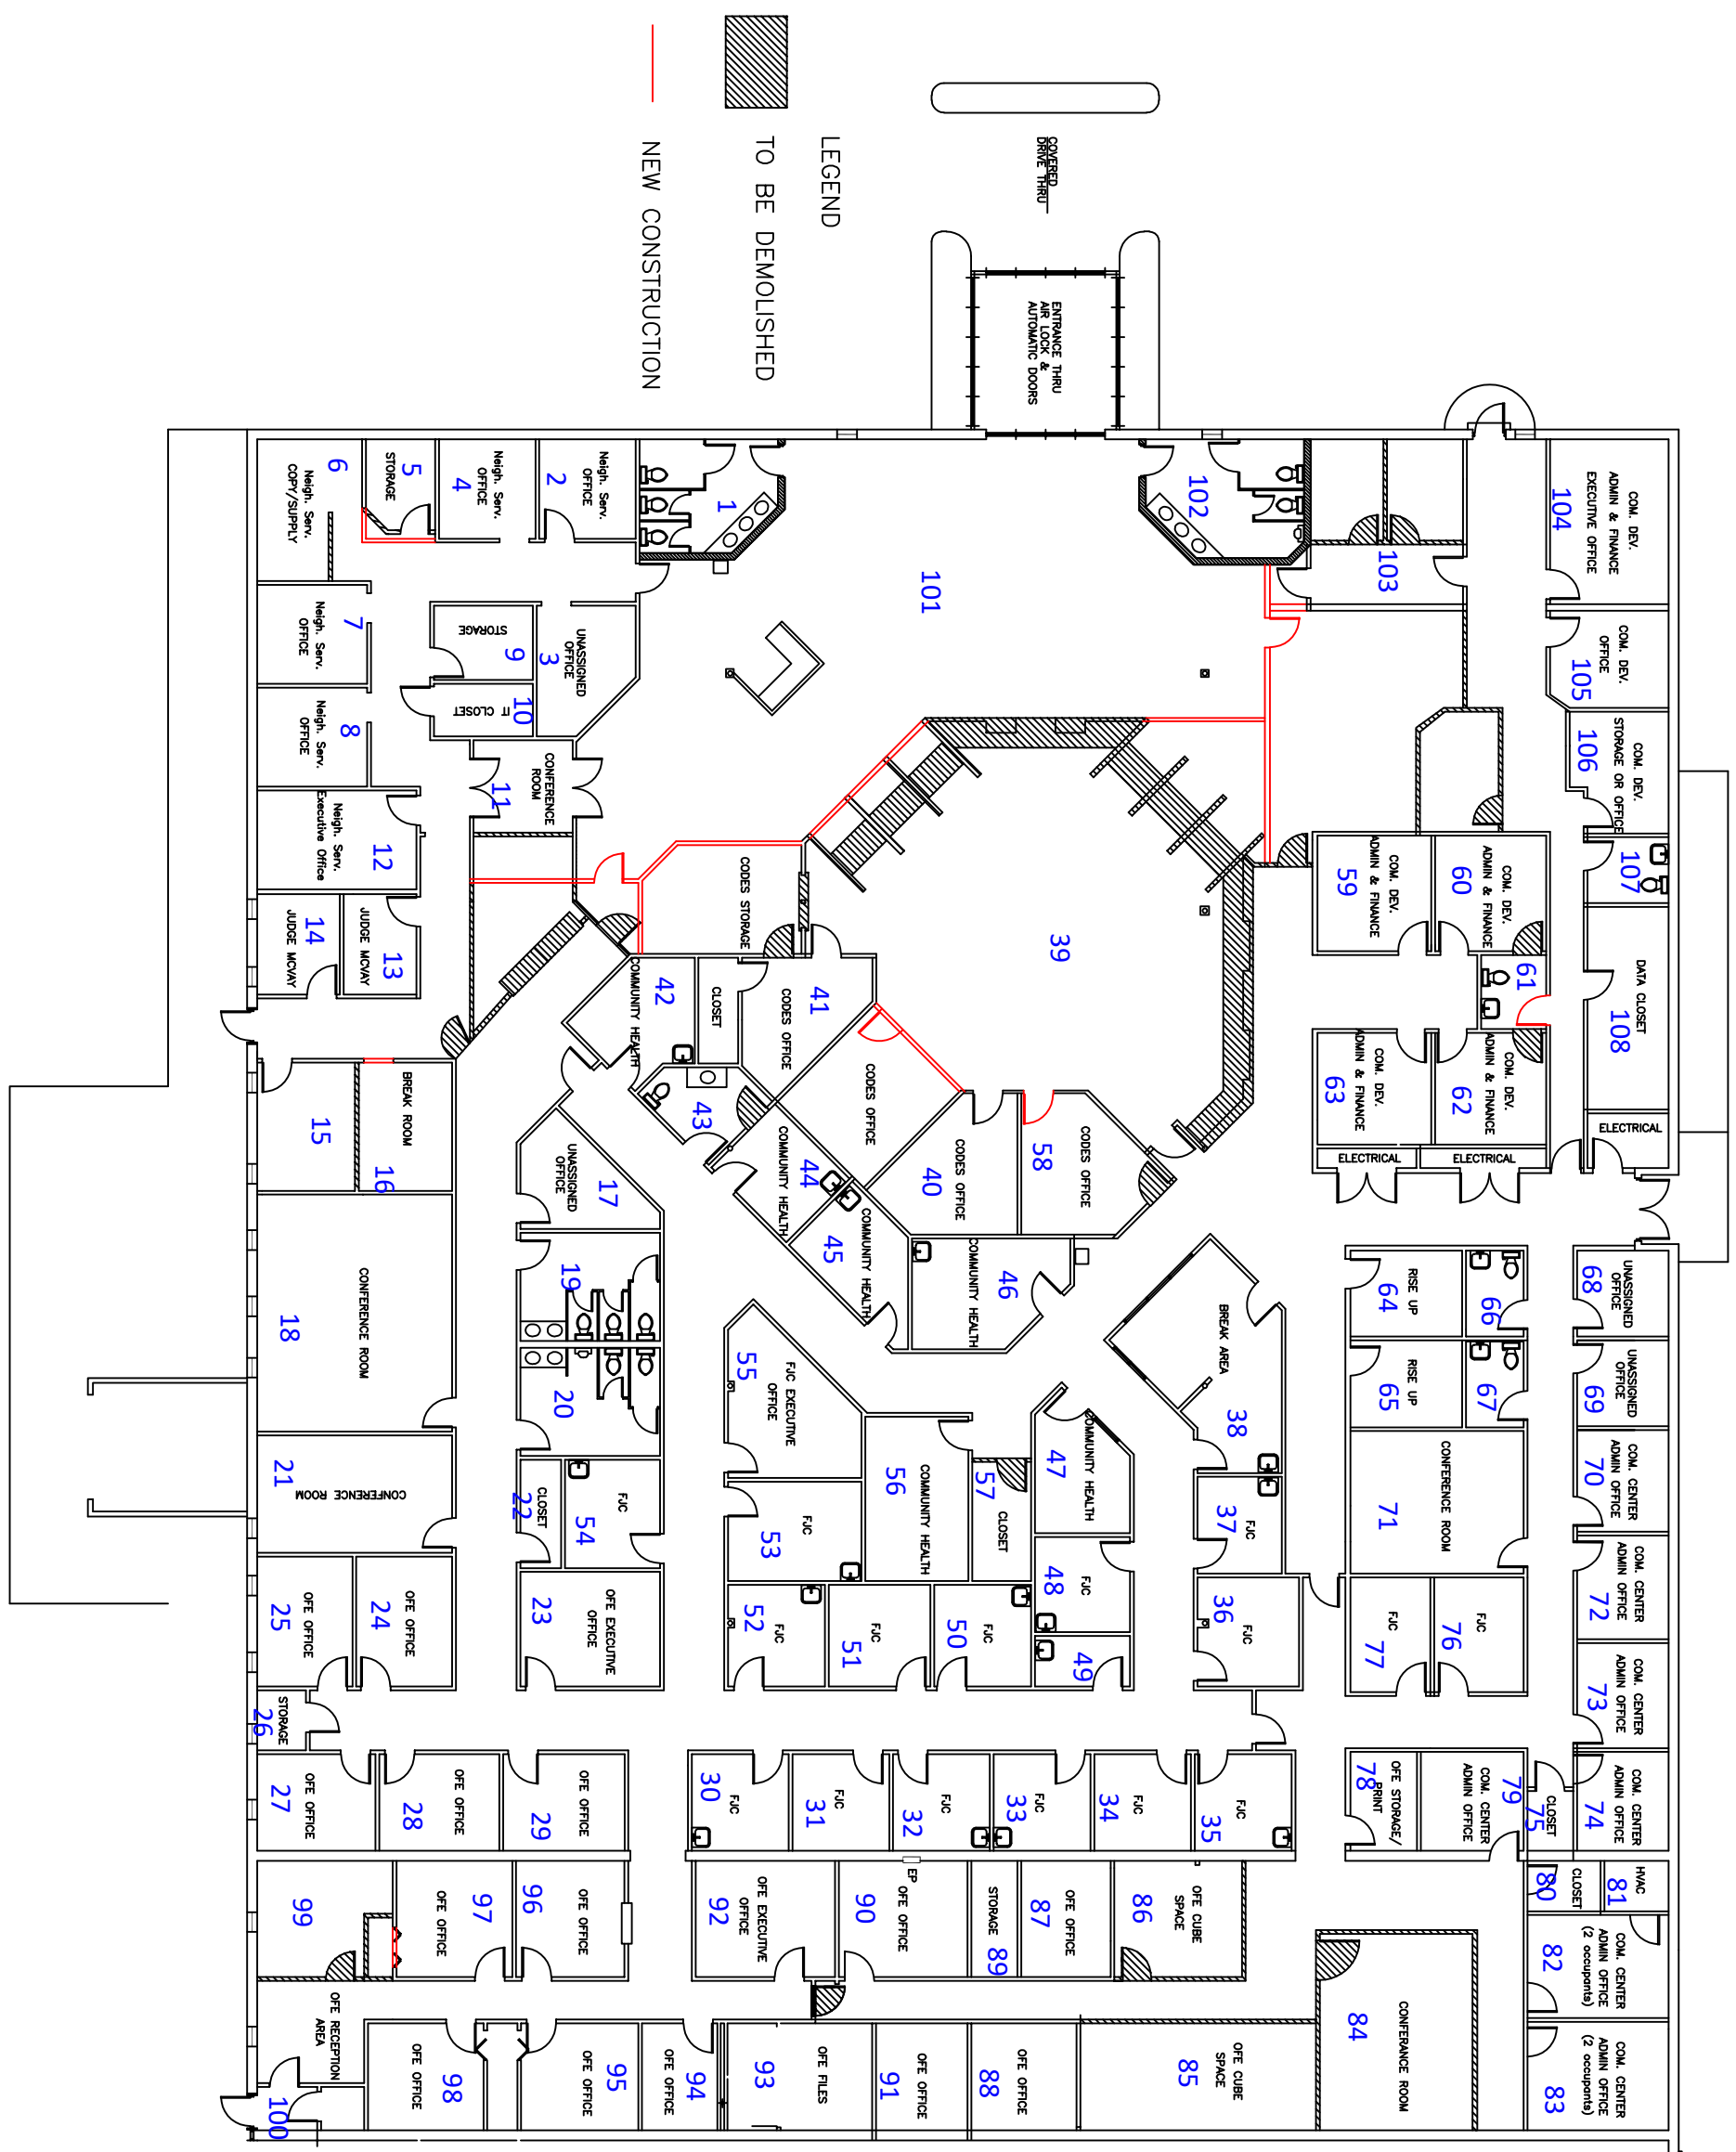 LEGEND
TO BE DEMOLISHED
NEW CONSTRUCTION
COVERED
DRIVE THRU
ENTRANCE THRU
AIR LOCK &
AUTOMATIC DOORS
1
Neigh. Serv.
OFFICE
2
UNASSIGNED
OFFICE
3
Neigh. Serv.
OFFICE
4
STORAGE
5
Neigh. Serv.
COPY/SUPPLY
6
Neigh. Serv.
OFFICE
7
Neigh. Serv.
OFFICE
8
STORAGE
9
IT CLOSET
10
CONFERENCE
ROOM
11
Neigh. Serv.
Executive Office
12
JUDGE MCVAY
13
JUDGE MCVAY
14
15
BREAK ROOM
16
UNASSIGNED
OFFICE
17
CONFERENCE ROOM
18
19
20
CONFERENCE ROOM
21
CLOSET
22
OFE EXECUTIVE
OFFICE
23
OFE OFFICE
24
OFE OFFICE
25
STORAGE
26
OFE OFFICE
27
OFE OFFICE
28
OFE OFFICE
29
FJC
30
FJC
31
FJC
32
FJC
33
FJC
34
FJC
35
FJC
36
FJC
37
BREAK AREA
38
39
CODES OFFICE
40
CODES OFFICE
CODES OFFICE
41
CODES STORAGE
CLOSET
COMMUNITY HEALTH
42
43
COMMUNITY HEALTH
44
COMMUNITY HEALTH
45
COMMUNITY HEALTH
46
COMMUNITY HEALTH
47
FJC
48
49
FJC
50
FJC
51
FJC
52
FJC
53
FJC
54
FJC EXECUTIVE
OFFICE
55
COMMUNITY HEALTH
56
CLOSET
57
CODES OFFICE
58
COM. DEV.
ADMIN & FINANCE
59
COM. DEV.
ADMIN & FINANCE
60
61
COM. DEV.
ADMIN & FINANCE
62
COM. DEV.
ADMIN & FINANCE
63
ELECTRICAL
ELECTRICAL
ELECTRICAL
RISE UP
64
RISE UP
65
66
67
UNASSIGNED
OFFICE
68
UNASSIGNED
OFFICE
69
COM. CENTER
ADMIN OFFICE
70
CONFERENCE ROOM
71
COM. CENTER
ADMIN OFFICE
72
COM. CENTER
ADMIN OFFICE
73
COM. CENTER
ADMIN OFFICE
74
CLOSET
75
FJC
76
FJC
77
OFE STORAGE/
PRINT
78
COM. CENTER
ADMIN OFFICE
79
CLOSET
80
HVAC
81
COM. CENTER
ADMIN OFFICE
(2 occupants)
82
COM. CENTER
ADMIN OFFICE
(2 occupants)
83
CONFERANCE ROOM
84
OFE CUBE
SPACE
85
OFE CUBE
SPACE
86
OFE OFFICE
87
OFE OFFICE
88
STORAGE
89
EP
OFE OFFICE
90
OFE OFFICE
91
OFE EXECUTIVE
OFFICE
92
OFE FILES
93
OFE OFFICE
94
OFE OFFICE
95
OFE OFFICE
96
OFE OFFICE
97
OFE OFFICE
98
99
OFE RECEPTION
AREA
100
101
102
103
COM. DEV.
ADMIN & FINANCE
EXECUTIVE OFFICE
104
COM. DEV.
OFFICE
105
COM. DEV.
STORAGE OR OFFICE
106
107
DATA CLOSET
108